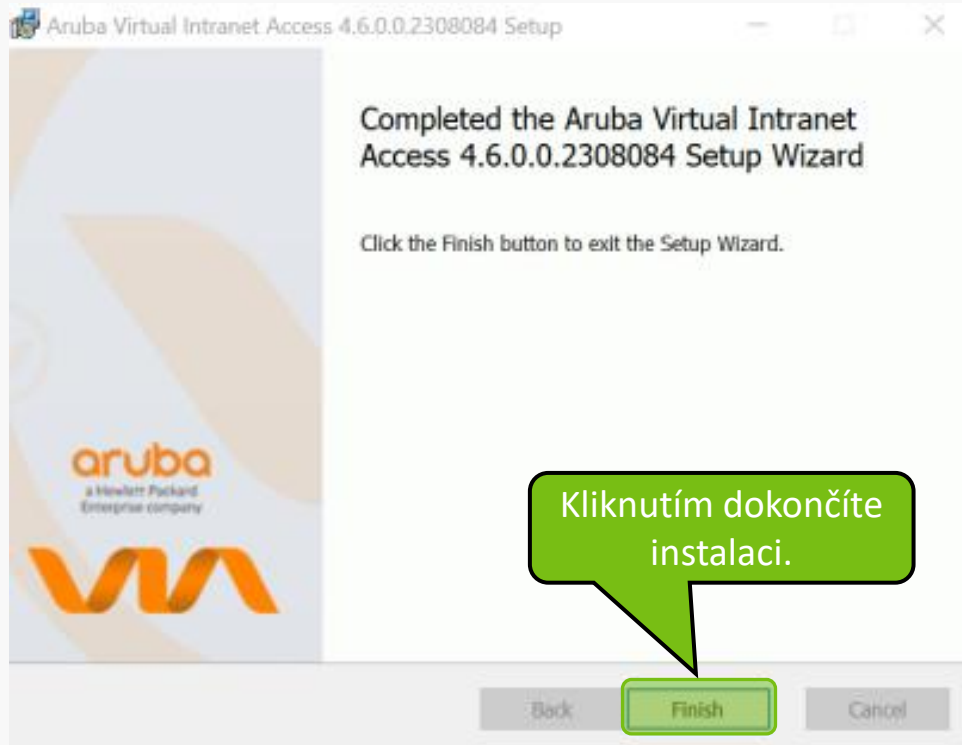 Aruba Virtual Intranet Access 4.6.0.0.2308084 Setup
Completed the Aruba Virtual Intranet
Access 4.6.0.0.2308084 Setup Wizard
Click the Finish button to exit the Setup Wizard.
aruba
a Hewlett Packard
Enterprise company
VIA
Kliknutím dokončíte
instalaci.
Back
Finish
Cancel